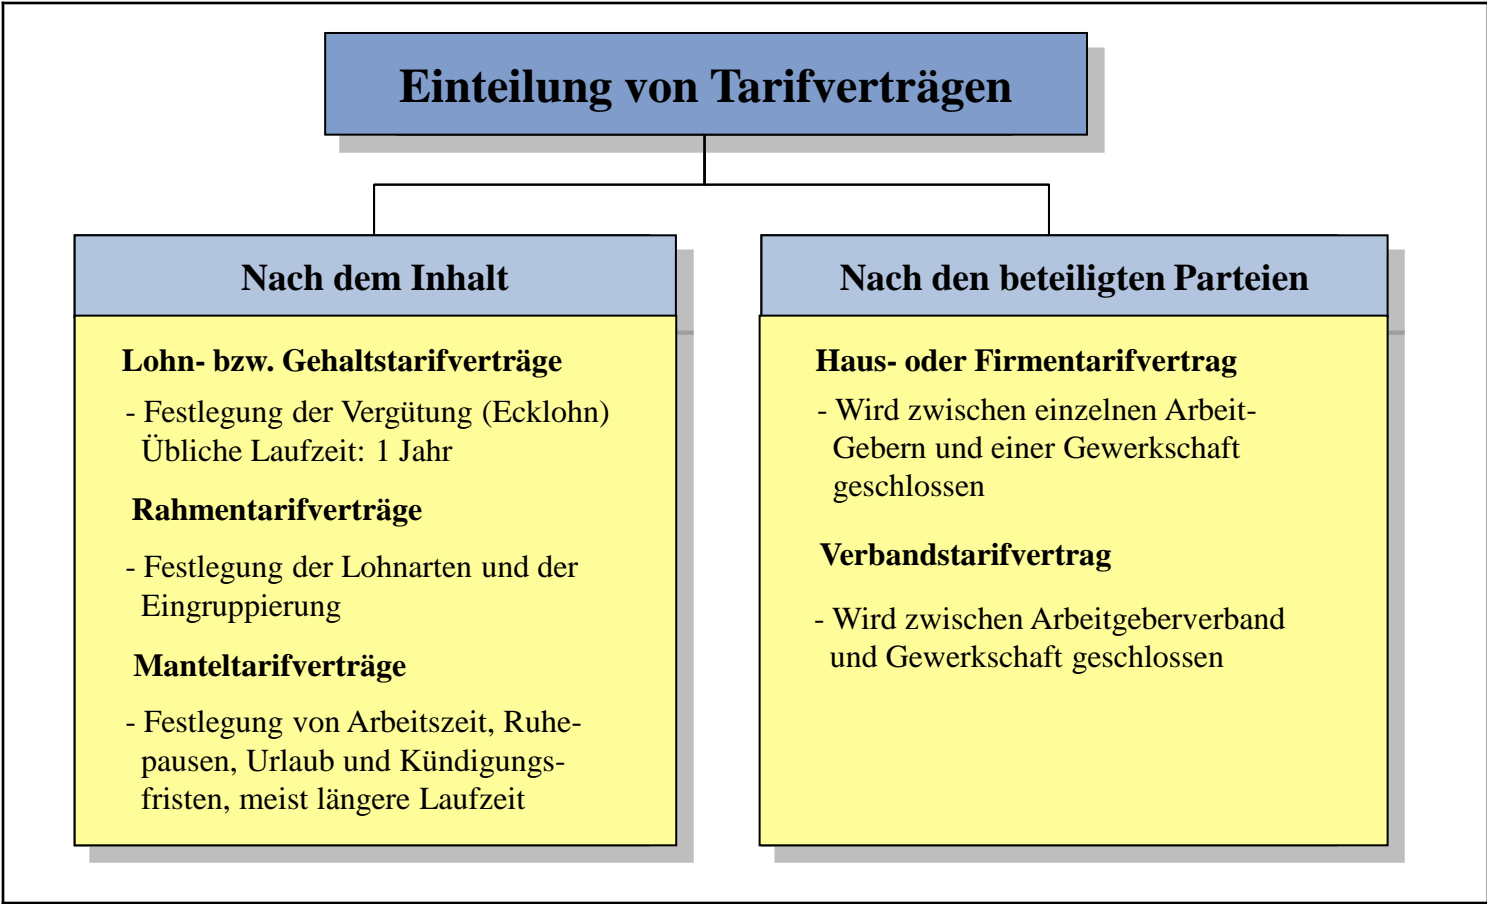 Einteilung von Tarifverträgen
Nach dem Inhalt
Lohn- bzw. Gehaltstarifverträge
- Festlegung der Vergütung (Ecklohn)
Übliche Laufzeit: 1 Jahr
Rahmentarifverträge
- Festlegung der Lohnarten und der
Eingruppierung
Manteltarifverträge
- Festlegung von Arbeitszeit, Ruhe-
pausen, Urlaub und Kündigungs-
fristen, meist längere Laufzeit
Nach den beteiligten Parteien
Haus- oder Firmentarifvertrag
- Wird zwischen einzelnen Arbeit-
Gebern und einer Gewerkschaft
geschlossen
Verbandstarifvertrag
- Wird zwischen Arbeitgeberverband
und Gewerkschaft geschlossen